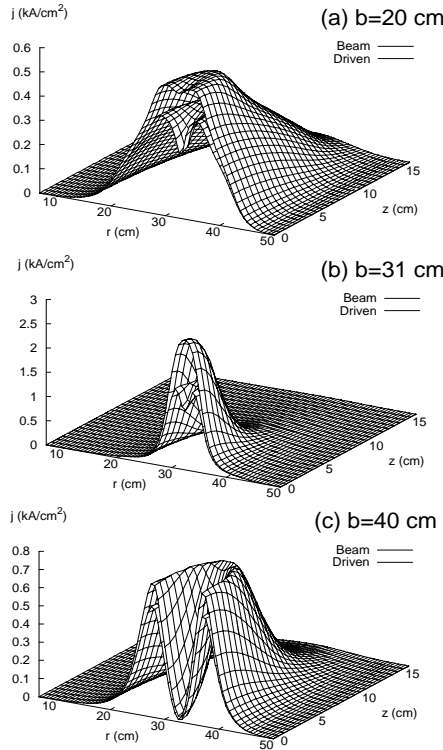 j (kA/cm²)
(a) b=20 cm
Beam
Driven
0.6
0.5
0.4
0.3
0.2
0.1
0
10
20
30
40
50
r (cm)
0
5
10
15
z (cm)
j (kA/cm²)
(b) b=31 cm
Beam
Driven
3
2.5
2
1.5
1
0.5
0
10
20
30
40
50
r (cm)
0
5
10
15
z (cm)
j (kA/cm²)
(c) b=40 cm
Beam
Driven
0.8
0.7
0.6
0.5
0.4
0.3
0.2
0.1
0
10
20
30
40
50
r (cm)
0
5
10
15
z (cm)